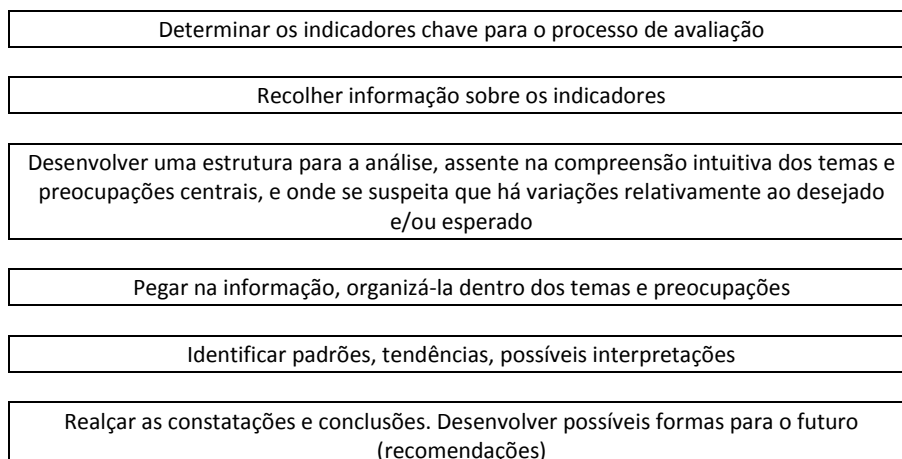 Determinar os indicadores chave para o processo de avaliação
Recolher informação sobre os indicadores
Desenvolver uma estrutura para a análise, assente na compreensão intuitiva dos temas e
preocupações centrais, e onde se suspeita que há variações relativamente ao desejado
e/ou esperado
Pegar na informação, organizá-la dentro dos temas e preocupações
Identificar padrões, tendências, possíveis interpretações
Realçar as constatações e conclusões. Desenvolver possíveis formas para o futuro
(recomendações)